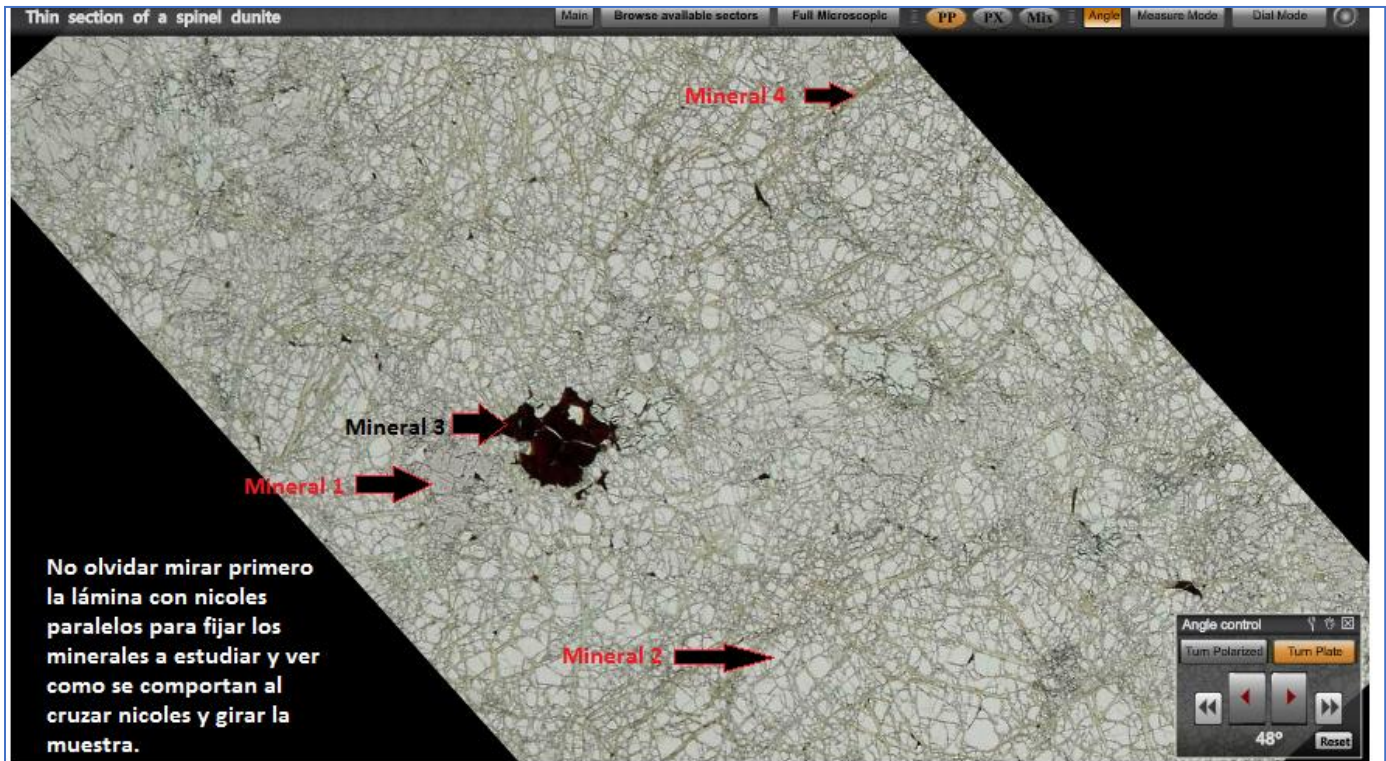 Thin section of a spinel dunite
Main Browse available sectors Full Microscopic PP PX Mix Angle Measure Mode Dial Mode
Mineral 4
Mineral 3
Mineral 1
No olvidar mirar primero
la lámina con nicoles
paralelos para fijar los
minerales a estudiar y ver
como se comportan al
cruzar nicoles y girar la
muestra.
Mineral 2
Angle control
Turn Polarized Turn Plate
48º
Reset